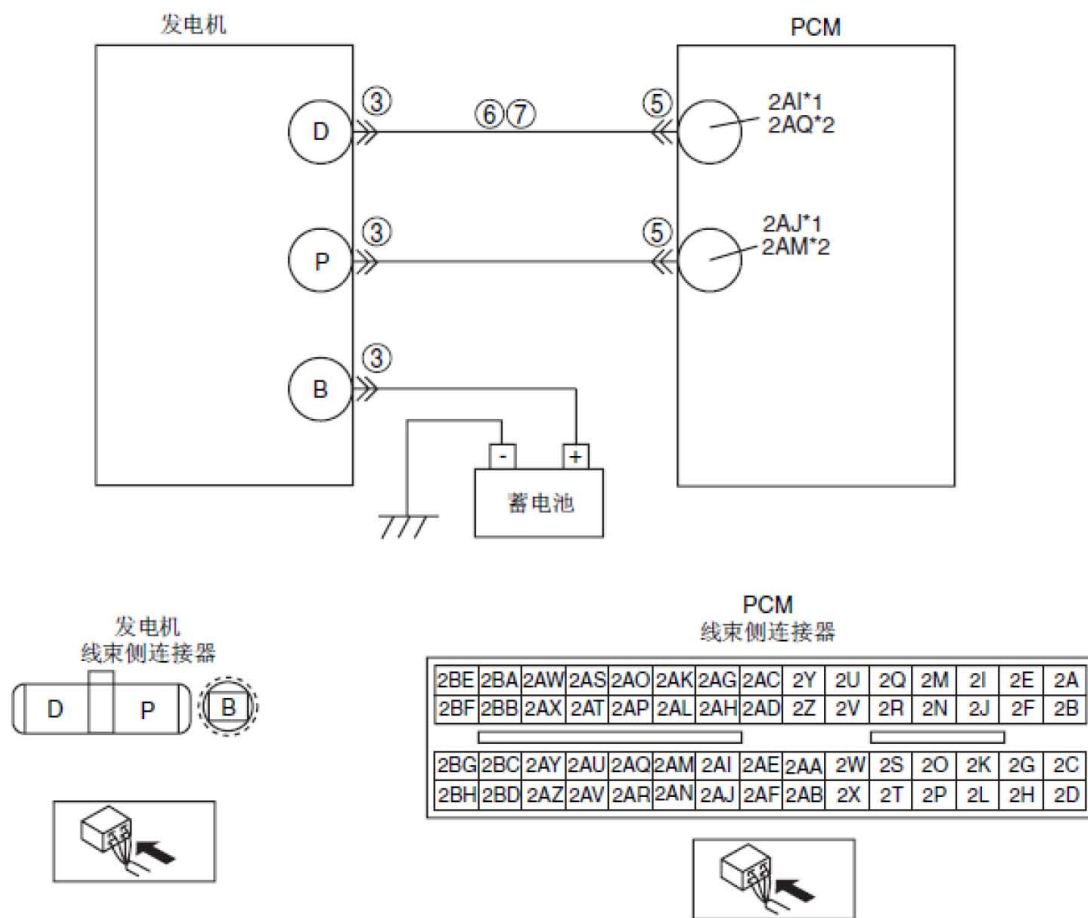 发电机
PCM
D
③
⑥⑦
⑤
2AI*1
2AQ*2
P
③
⑤
2AJ*1
2AM*2
B
③
- +
蓄电池
发电机
线束侧连接器
D P B
PCM
线束侧连接器
2BE 2BA 2AW 2AS 2AO 2AK 2AG 2AC 2Y 2U 2Q 2M 2I 2E 2A
2BF 2BB 2AX 2AT 2AP 2AL 2AH 2AD 2Z 2V 2R 2N 2J 2F 2B
2BG 2BC 2AY 2AU 2AQ 2AM 2AI 2AE 2AA 2W 2S 2O 2K 2G 2C
2BH 2BD 2AZ 2AV 2AR 2AN 2AJ 2AF 2AB 2X 2T 2P 2L 2H 2D